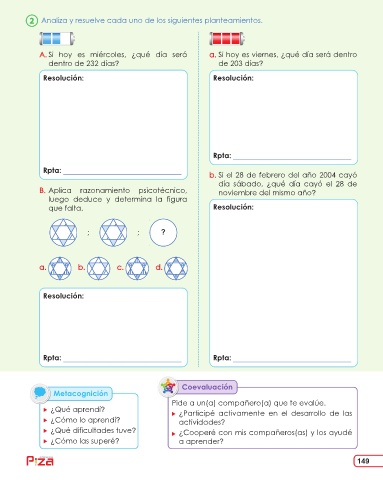 2 Analiza y resuelve cada uno de los siguientes planteamientos.
A. Si hoy es miércoles, ¿qué día será
dentro de 232 días?
Resolución:
Rpta:
B. Aplica razonamiento psicotécnico,
luego deduce y determina la figura
que falta.
: : ?
a. b. c. d.
Resolución:
Rpta:
a. Si hoy es viernes, ¿qué día será dentro
de 203 días?
Resolución:
Rpta:
b. Si el 28 de febrero del año 2004 cayó
día sábado, ¿qué día cayó el 28 de
noviembre del mismo año?
Resolución:
Rpta:
Metacognición
¿Qué aprendí?
¿Cómo lo aprendí?
¿Qué dificultades tuve?
¿Cómo las superé?
Coevaluación
Pide a un(a) compañero(a) que te evalúe.
¿Participé activamente en el desarrollo de las
actividades?
¿Cooperé con mis compañeros(as) y los ayudé
a aprender?
149